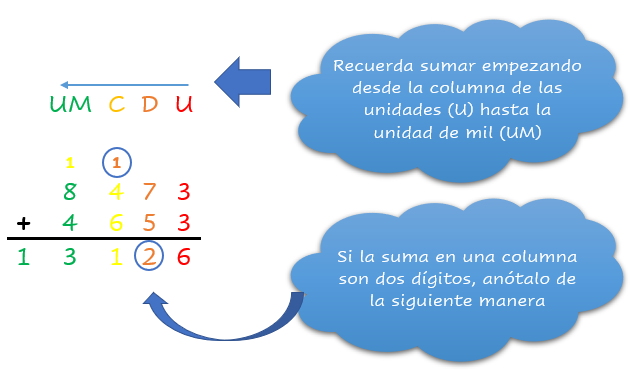 UM C D U
1 1
8 4 7 3
+ 4 6 5 3
1 3 1 2 6
Recuerda sumar empezando
desde la columna de las
unidades (U) hasta la
unidad de mil (UM)
Si la suma en una columna
son dos dígitos, anótalo de
la siguiente manera